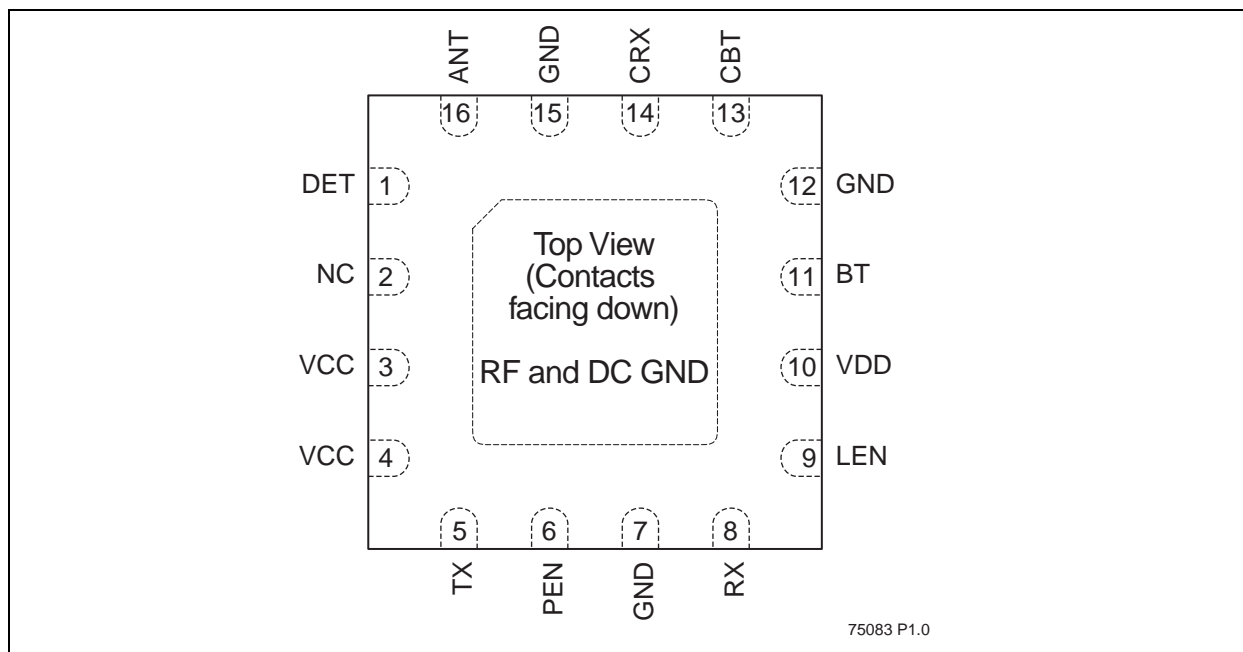 ANT GND CRX CBT
16 15 14 13
DET 1
12 GND
NC 2
11 BT
VCC 3
10 VDD
VCC 4
9 LEN
Top View
(Contacts
facing down)
RF and DC GND
5 6 7 8
TX PEN GND RX
75083 P1.0